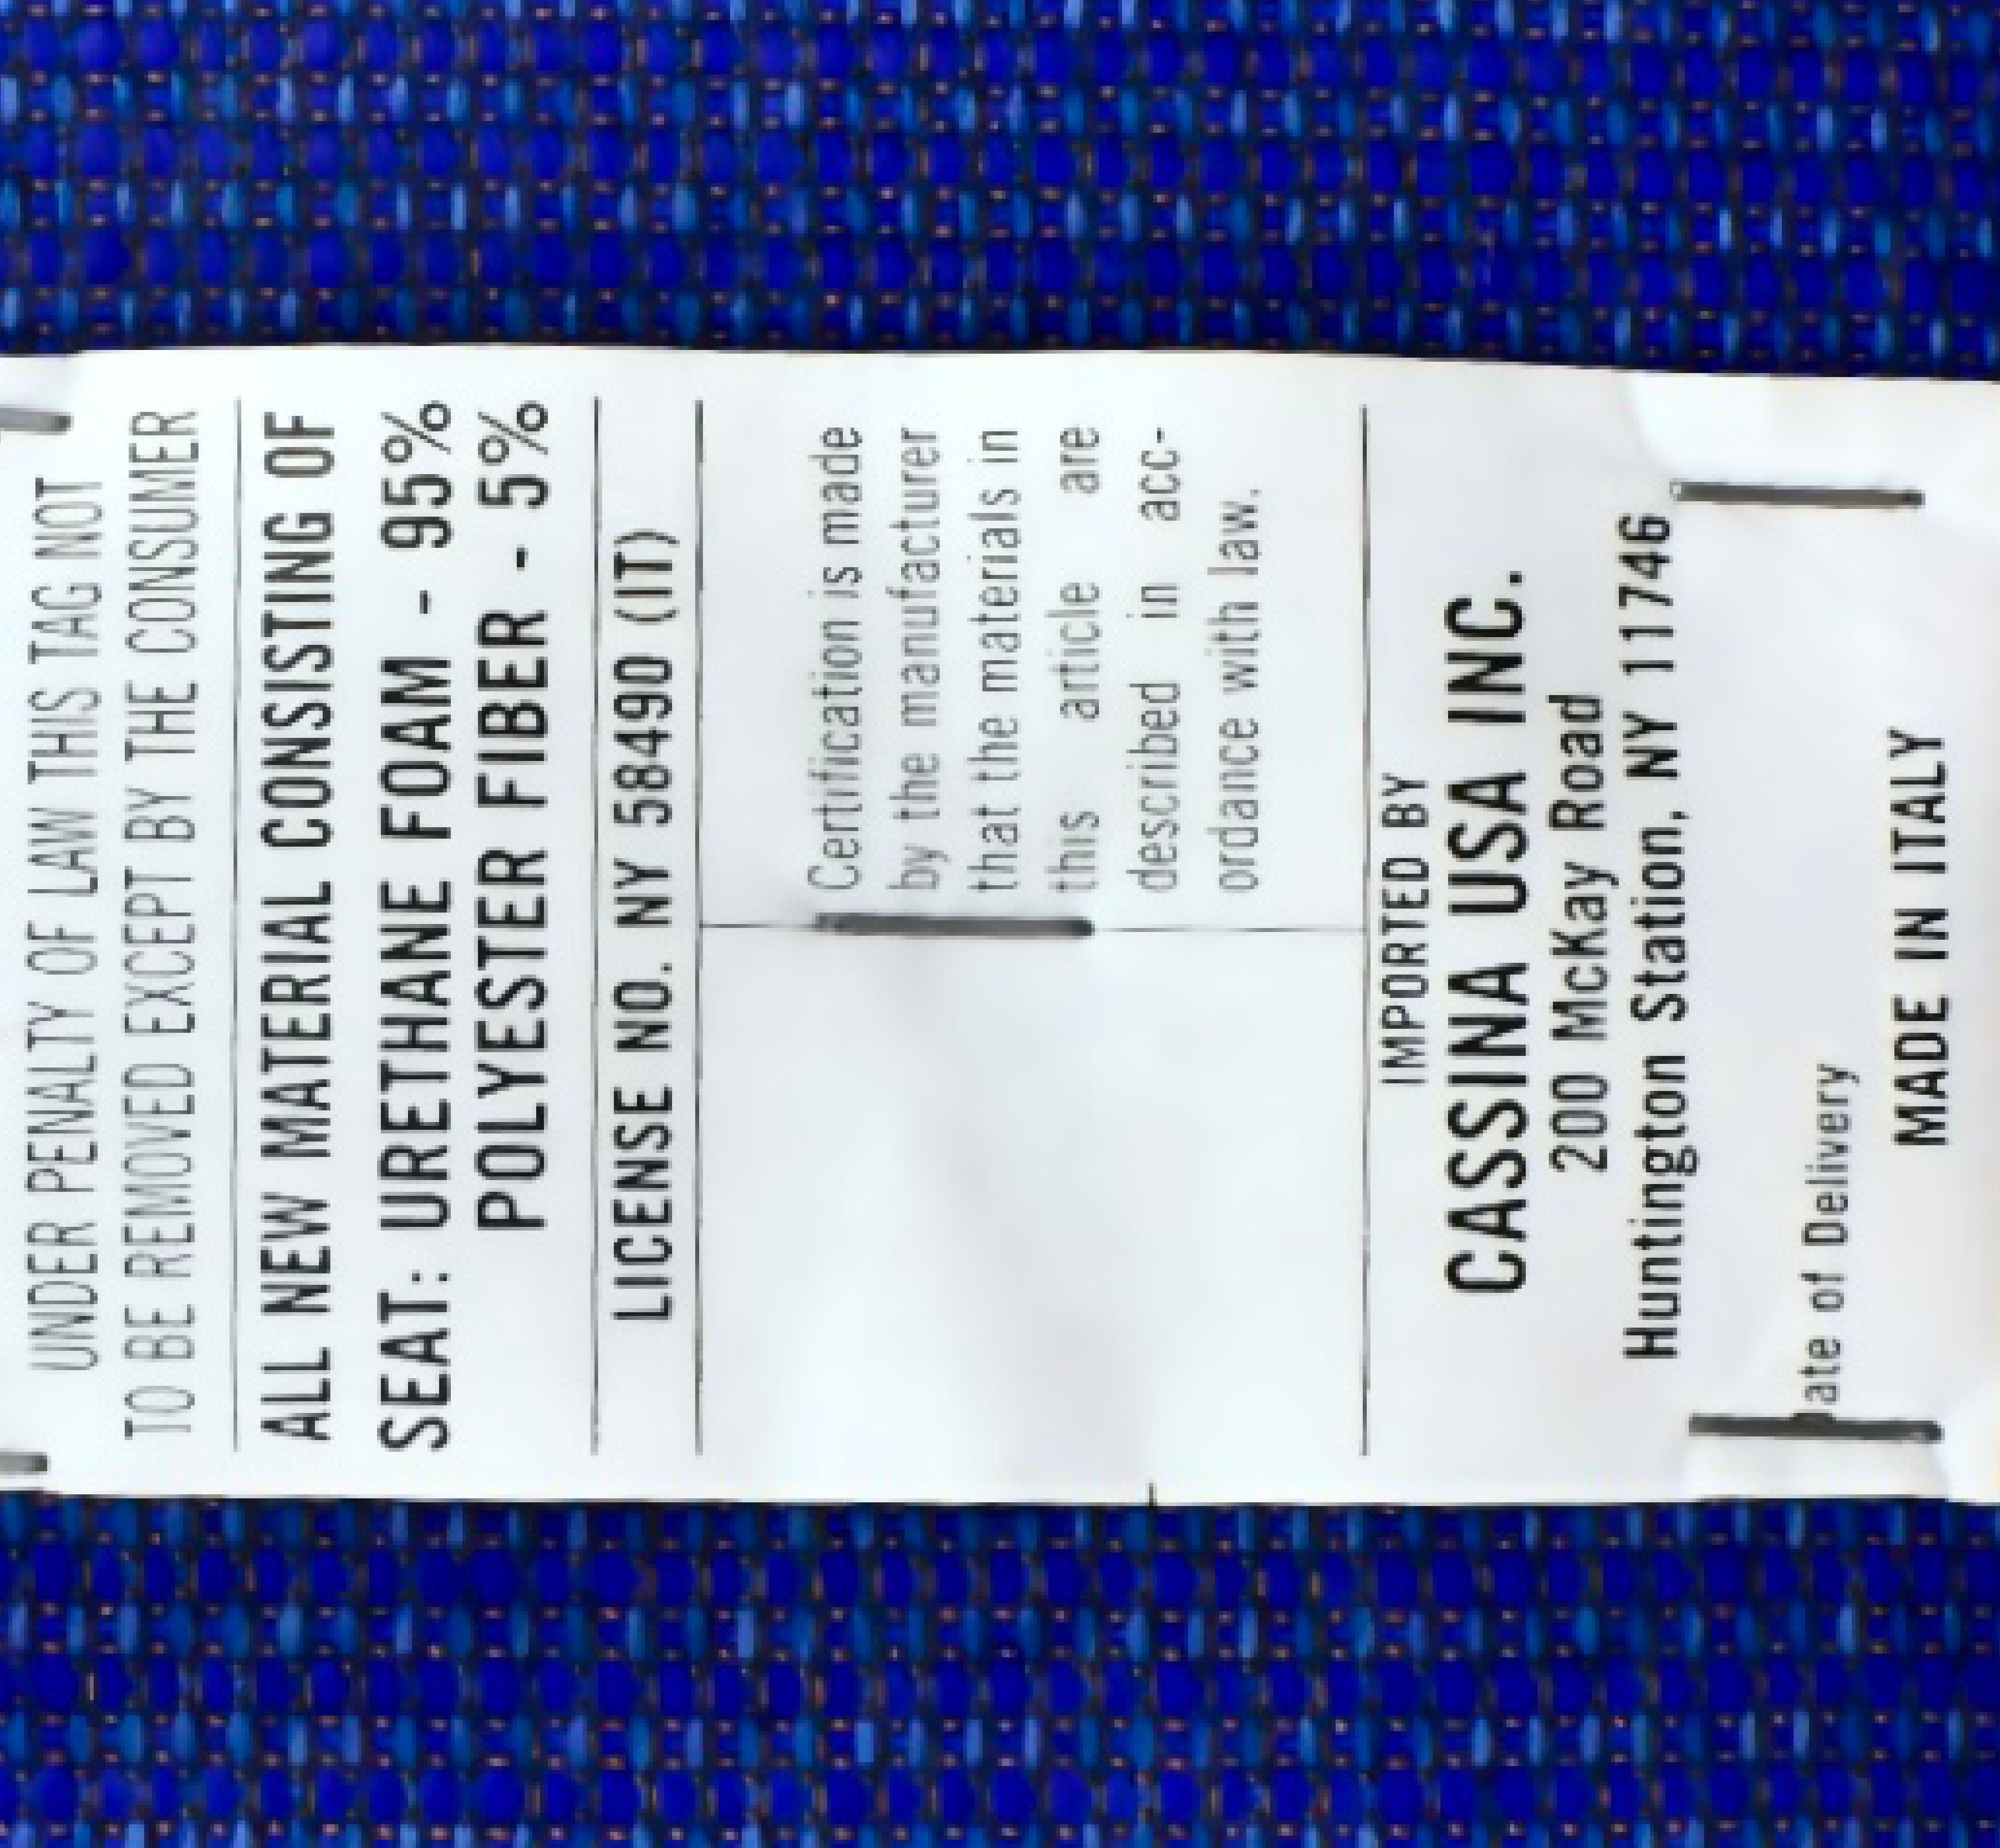 UNDER PENALTY OF LAW THIS TAG NOT
TO BE REMOVED EXCEPT BY THE CONSUMER
ALL NEW MATERIAL CONSISTING OF
SEAT: URETHANE FOAM - 95%
POLYESTER FIBER - 5%
LICENSE NO. NY 58490 (IT)
Certification is made
by the manufacturer
that the materials in
this article are
described in acc-
ordance with law.
IMPORTED BY
CASSINA USA INC.
200 McKay Road
Huntington Station, NY 11746
ate of Delivery
MADE IN ITALY